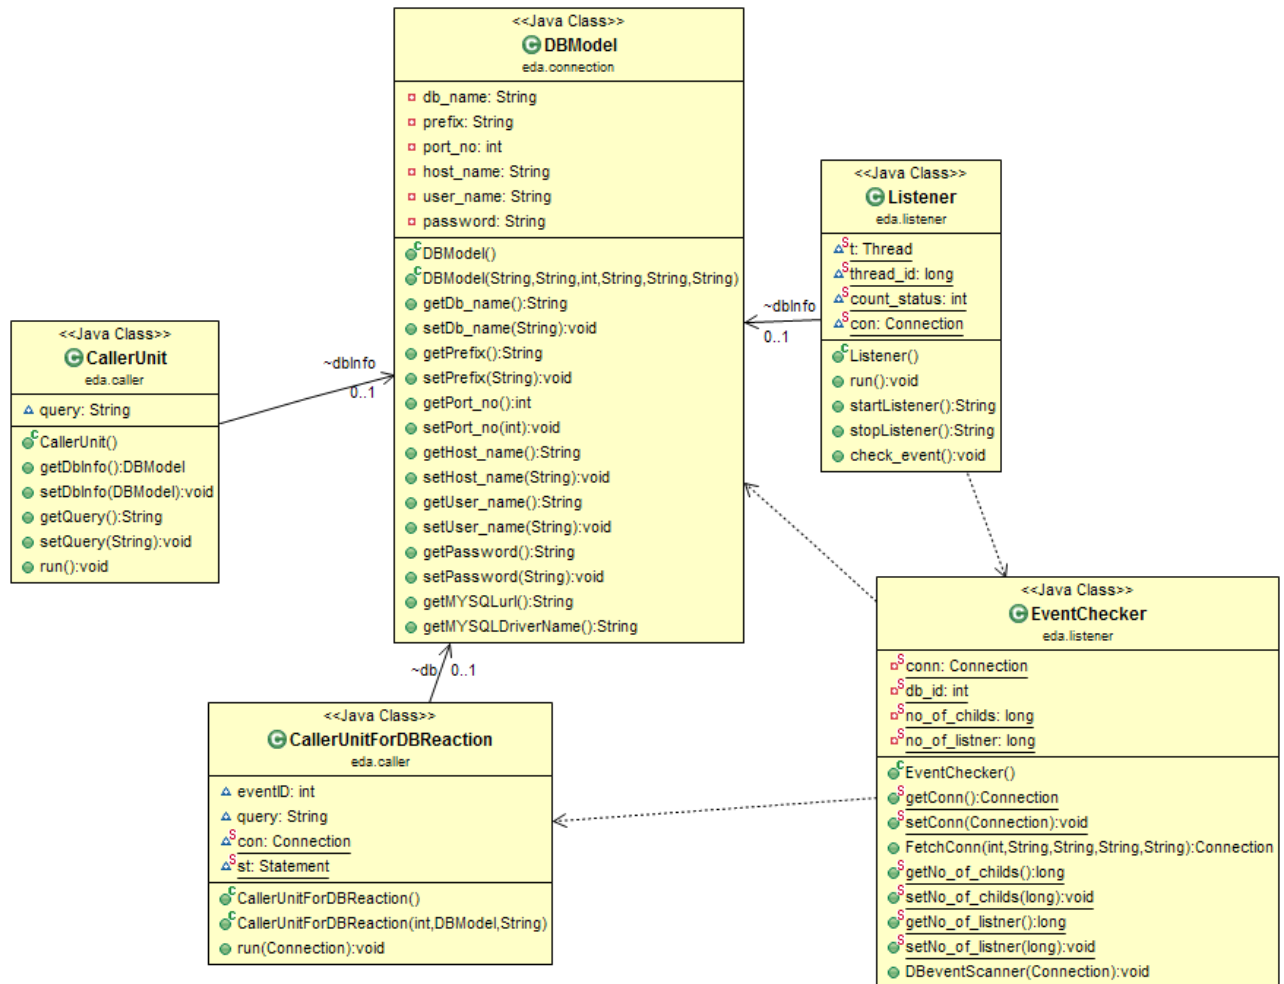 <<Java Class>>
DBModel
eda.connection
db_name: String
prefix: String
port_no: int
host_name: String
user_name: String
password: String
DBModel()
DBModel(String,String,int,String,String,String)
getDb_name():String
setDb_name(String):void
getPrefix():String
setPrefix(String):void
getPort_no():int
setPort_no(int):void
getHost_name():String
setHost_name(String):void
getUser_name():String
setUser_name(String):void
getPassword():String
setPassword(String):void
getMYSQLurl():String
getMYSQLDriverName():String
<<Java Class>>
Listener
eda.listener
t: Thread
thread_id: long
count_status: int
con: Connection
Listener()
run():void
startListener():String
stopListener():String
check_event():void
~dbInfo
0..1
<<Java Class>>
CallerUnit
eda.caller
query: String
CallerUnit()
getDbInfo():DBModel
setDbInfo(DBModel):void
getQuery():String
setQuery(String):void
run():void
~dbInfo
0..1
<<Java Class>>
EventChecker
eda.listener
conn: Connection
db_id: int
no_of_childs: long
no_of_listner: long
EventChecker()
getConn():Connection
setConn(Connection):void
FetchConn(int,String,String,String,String):Connection
getNo_of_childs():long
setNo_of_childs(long):void
getNo_of_listner():long
setNo_of_listner(long):void
DBeventScanner(Connection):void
~db
0..1
<<Java Class>>
CallerUnitForDBReaction
eda.caller
eventID: int
query: String
con: Connection
st: Statement
CallerUnitForDBReaction()
CallerUnitForDBReaction(int,DBModel,String)
run(Connection):void